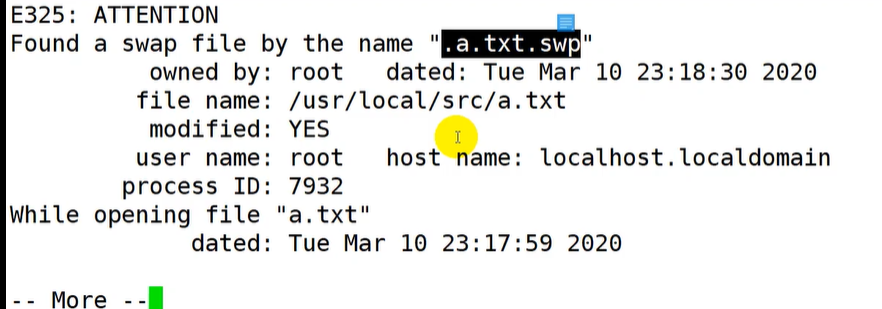 E325: ATTENTION
Found a swap file by the name ".a.txt.swp"
owned by: root   dated: Tue Mar 10 23:18:30 2020
file name: /usr/local/src/a.txt
modified: YES
user name: root   host name: localhost.localdomain
process ID: 7932
While opening file "a.txt"
dated: Tue Mar 10 23:17:59 2020
-- More --